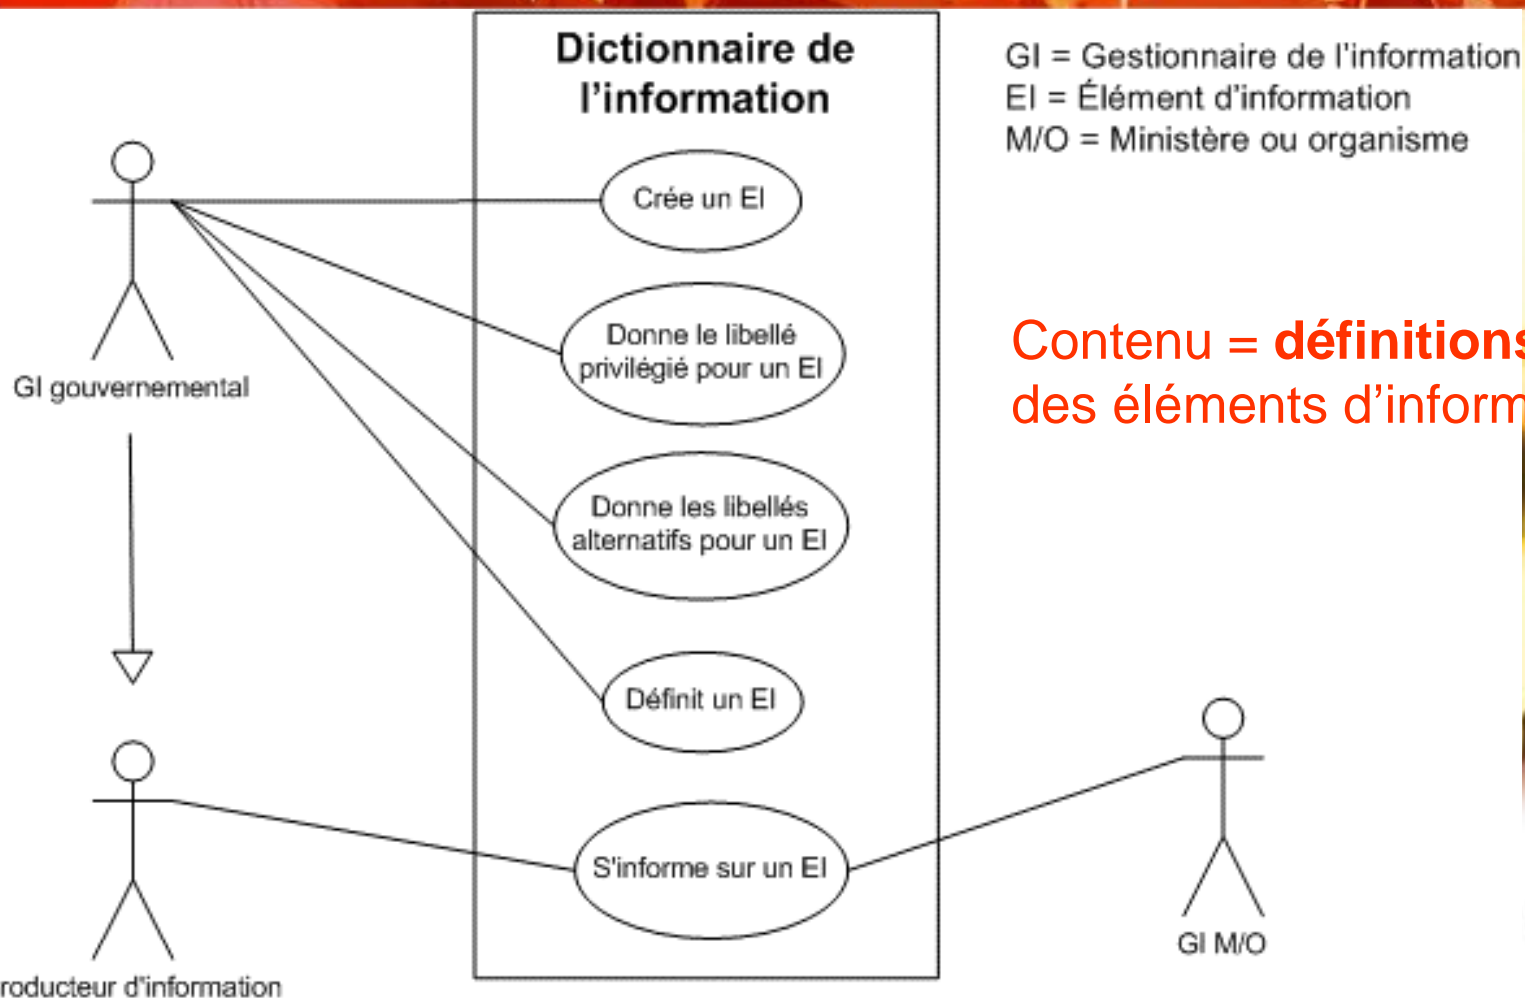 Dictionnaire de
l'information
GI = Gestionnaire de l'information
EI = Élément d'information
M/O = Ministère ou organisme
Crée un EI
Donne le libellé
privilégié pour un EI
GI gouvernemental
Contenu = définitions
des éléments d'inform
Donne les libellés
alternatifs pour un EI
Définit un EI
S'informe sur un EI
GI M/O
roducteur d'information